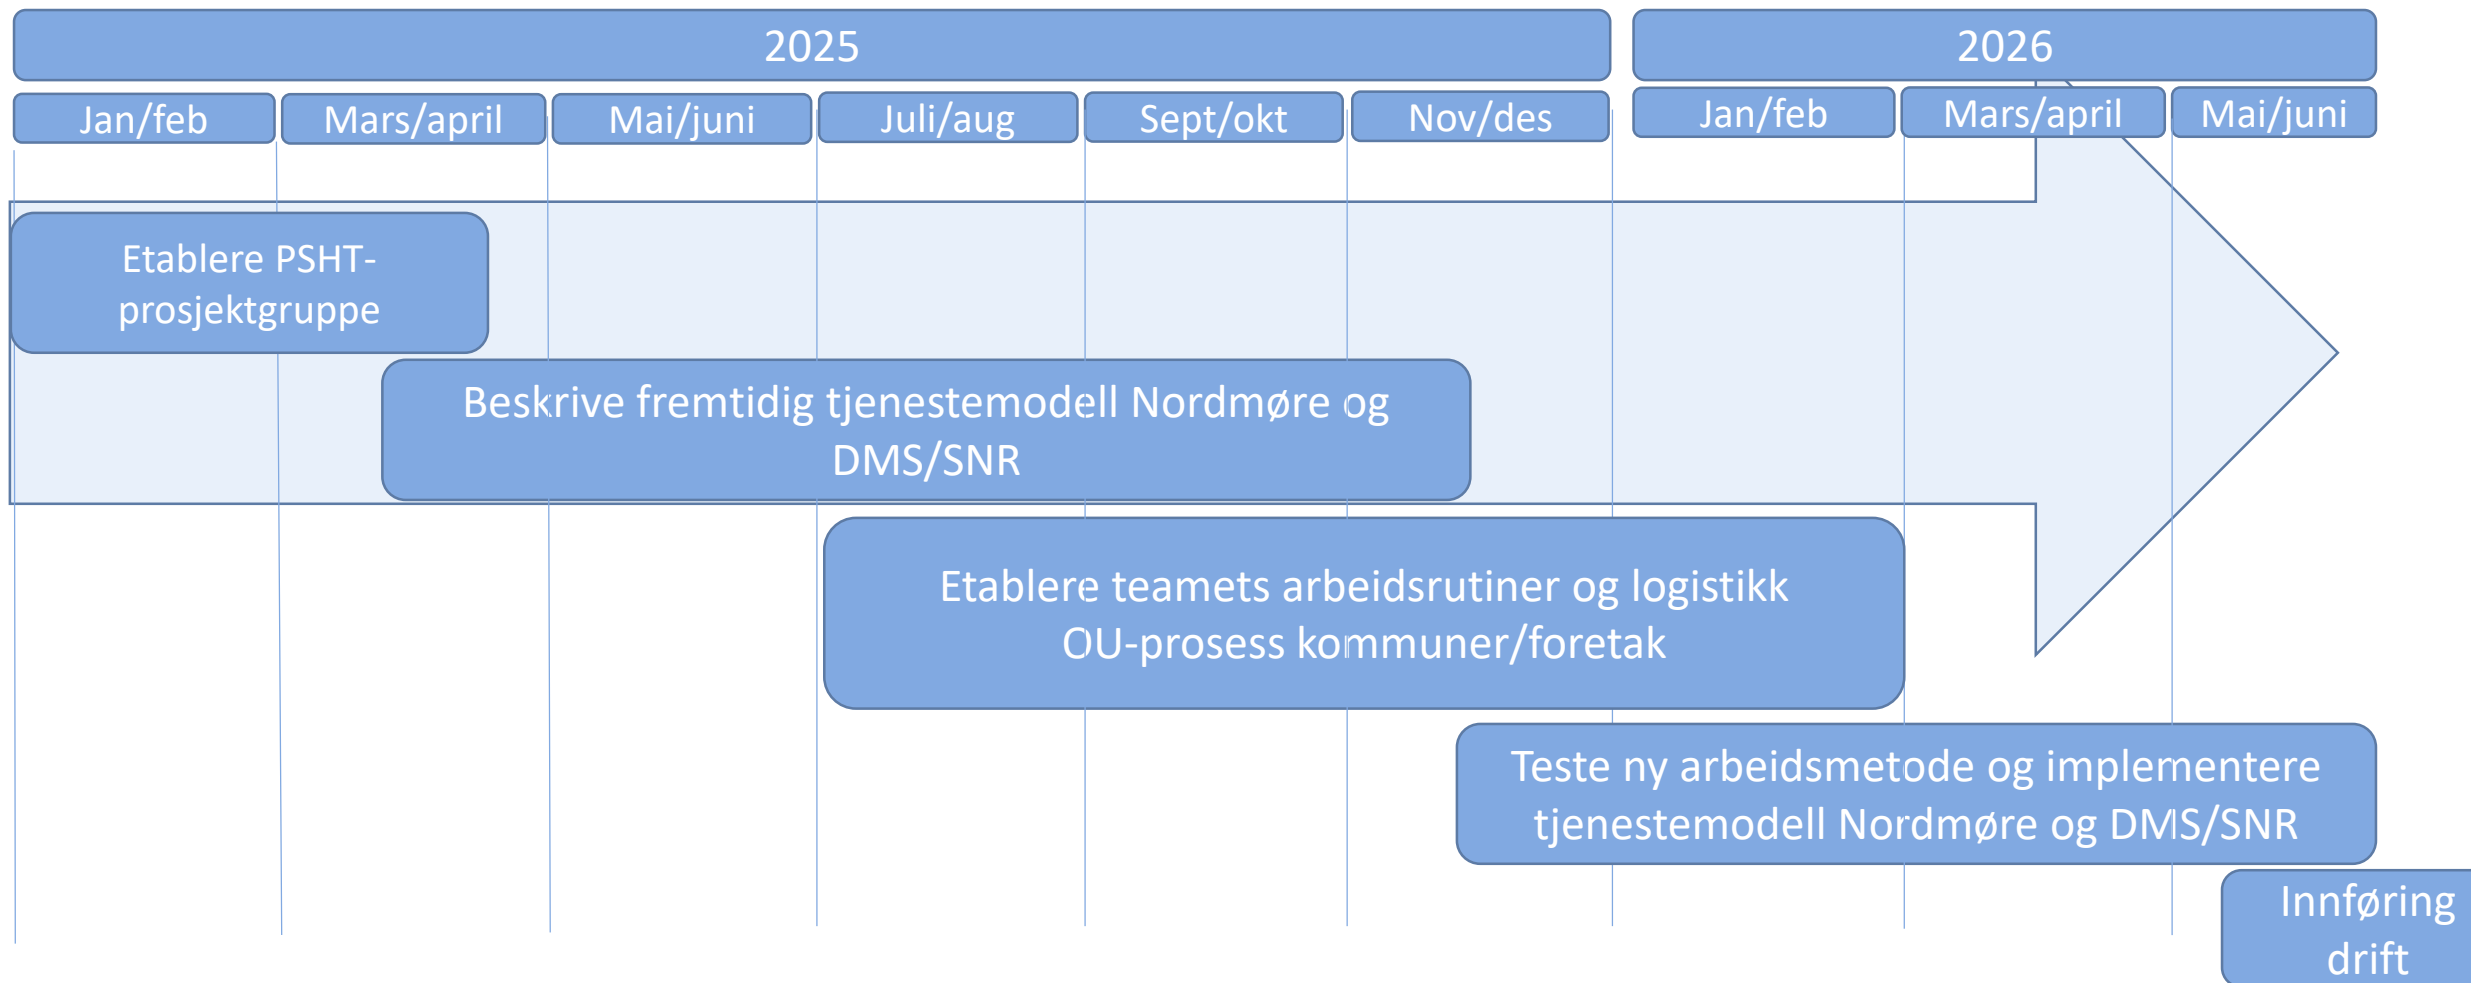 2025
2026
Jan/feb
Mars/april
Mai/juni
Juli/aug
Sept/okt
Nov/des
Jan/feb
Mars/april
Mai/juni
Etablere PSHT-
prosjektgruppe
Beskrive fremtidig tjenestemodell Nordmøre og
DMS/SNR
Etablere teamets arbeidsrutiner og logistikk
OU-prosess kommuner/foretak
Teste ny arbeidsmetode og implementere
tjenestemodell Nordmøre og DMS/SNR
Innføring
drift